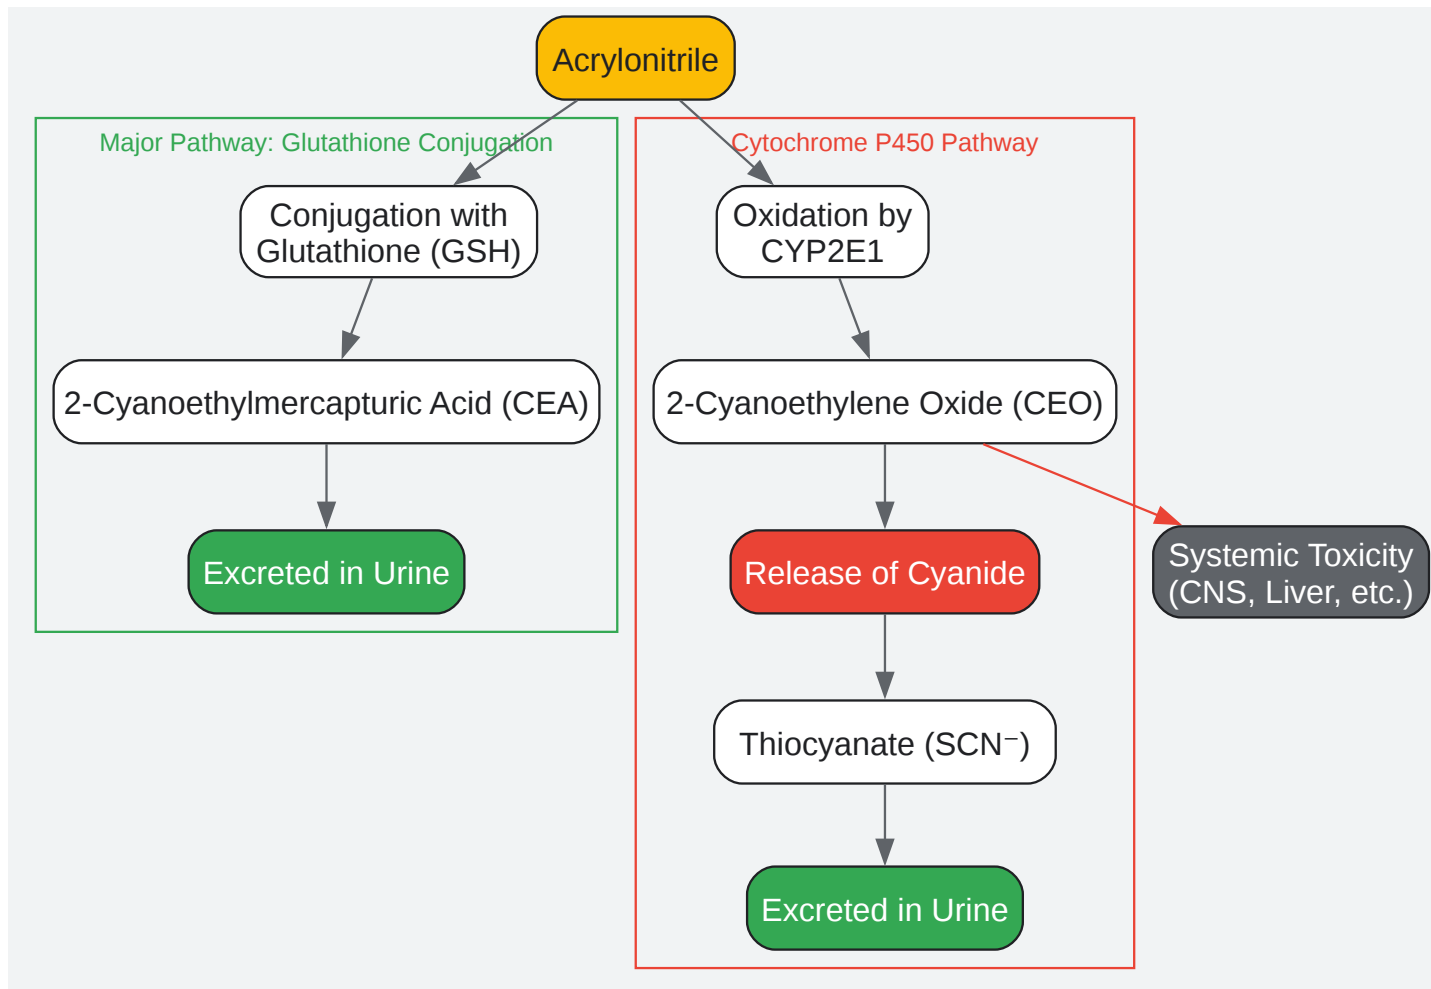 Acrylonitrile
Major Pathway: Glutathione Conjugation
Conjugation with
Glutathione (GSH)
2-Cyanoethylmercapturic Acid (CEA)
Excreted in Urine
Cytochrome P450 Pathway
Oxidation by
CYP2E1
2-Cyanoethylene Oxide (CEO)
Release of Cyanide
Thiocyanate (SCN⁻)
Excreted in Urine
Systemic Toxicity
(CNS, Liver, etc.)